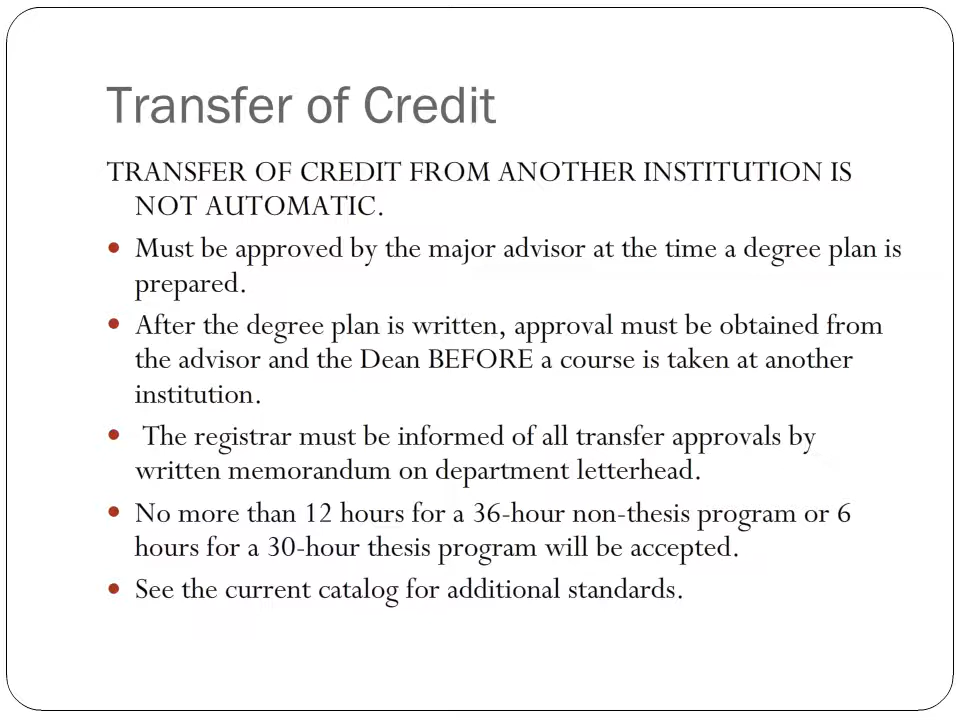 Transfer of Credit
TRANSFER OF CREDIT FROM ANOTHER INSTITUTION IS
NOT AUTOMATIC.
• Must be approved by the major advisor at the time a degree plan is
prepared.
• After the degree plan is written, approval must be obtained from
the advisor and the Dean BEFORE a course is taken at another
institution.
• The registrar must be informed of all transfer approvals by
written memorandum on department letterhead.
• No more than 12 hours for a 36-hour non-thesis program or 6
hours for a 30-hour thesis program will be accepted.
• See the current catalog for additional standards.